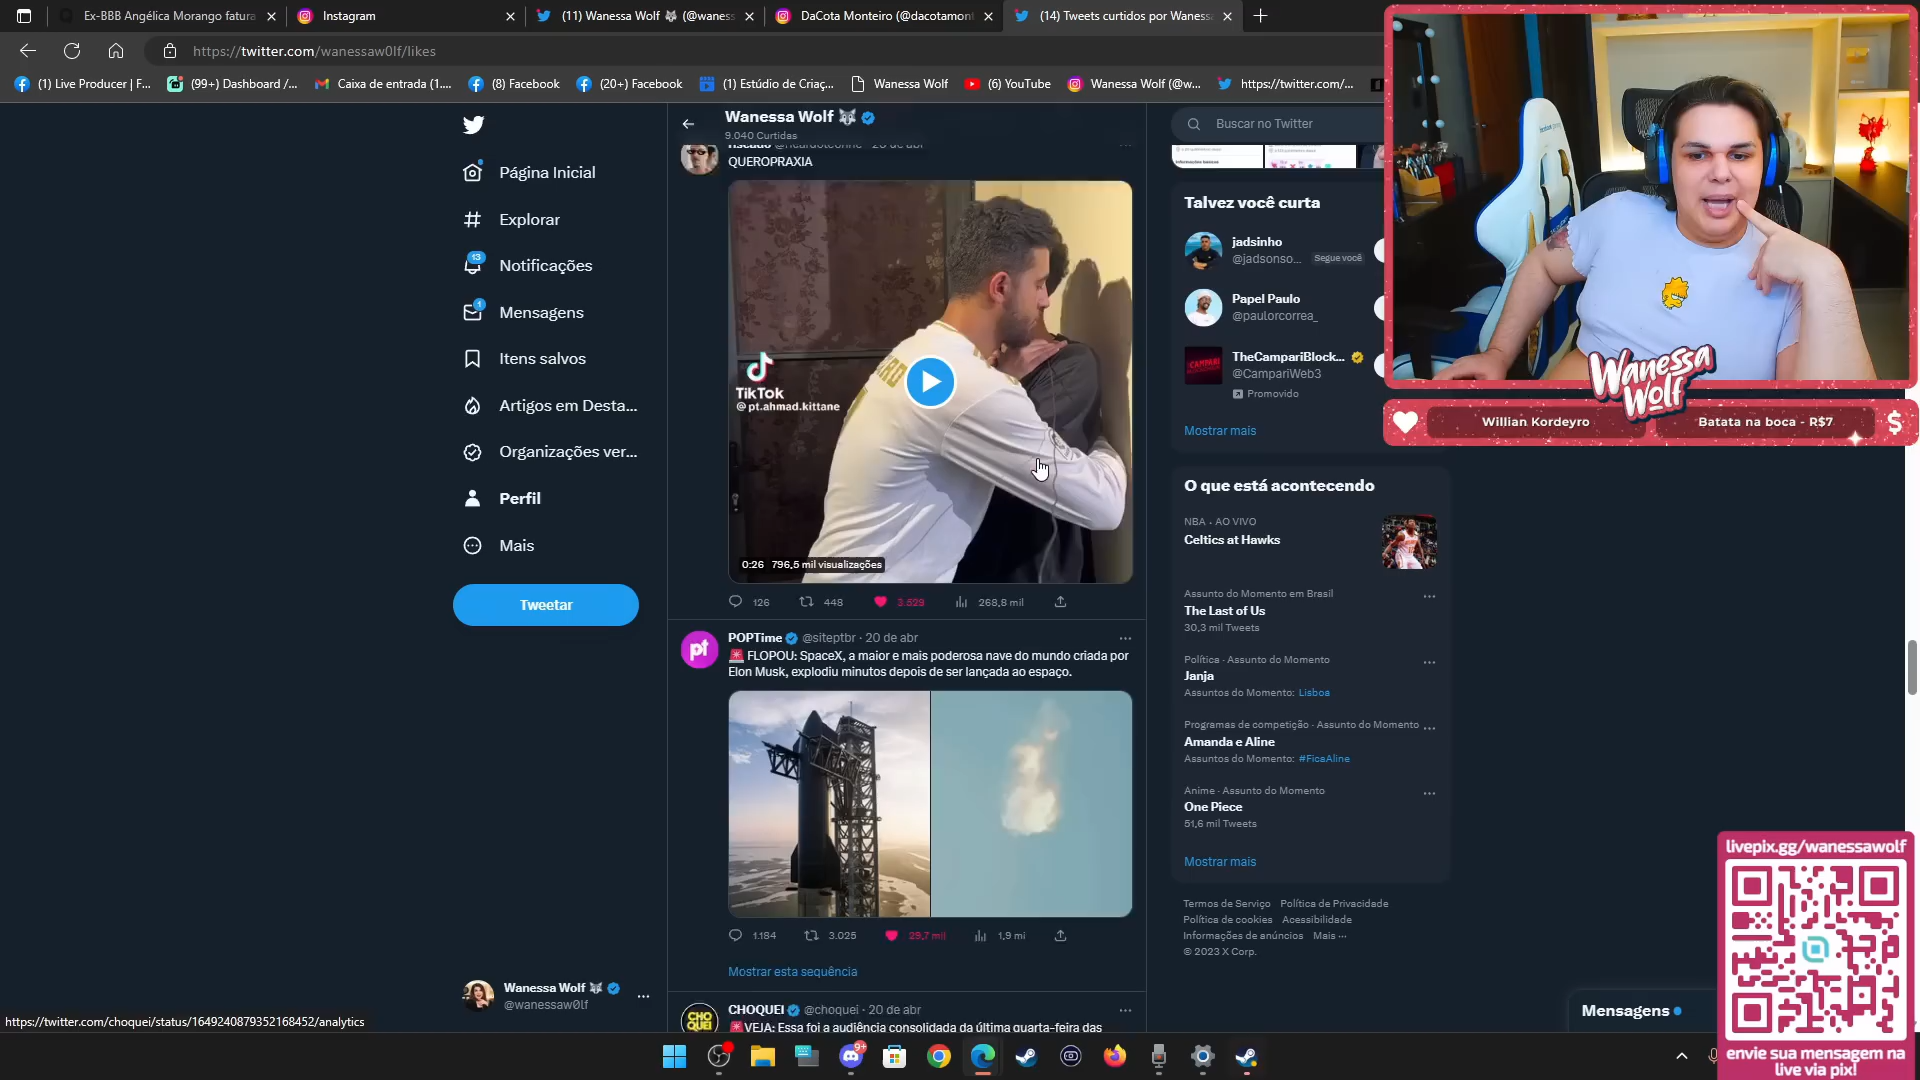 Ex-BBB Angélica Morango fatura
Instagram
(11) Wanessa Wolf 🐺 (@waness
DaCota Monteiro (@dacotamont
(14) Tweets curtidos por Wanessa
https://twitter.com/wanessaw0lf/likes
(1) Live Producer | F...
(99+) Dashboard /...
Caixa de entrada (1....
(8) Facebook
(20+) Facebook
(1) Estúdio de Criaç...
Wanessa Wolf
(6) YouTube
Wanessa Wolf (@w...
https://twitter.com/...
Página Inicial
Explorar
13
Notificações
1
Mensagens
Itens salvos
Artigos em Desta...
Organizações ver...
Perfil
Mais
Tweetar
Wanessa Wolf 🐺
@wanessaw0lf
https://twitter.com/choquei/status/1649240879352168452/analytics
Wanessa Wolf 🐺
9.040 Curtidas
QUEROPRAXIA
TikTok
@pt.ahmad.kittane
0:26 796,5 mil visualizações
126 448 3.529 268,8 mil
pt
POPTime @siteptbr · 20 de abr
🚨 FLOPOU: SpaceX, a maior e mais poderosa nave do mundo criada por
Elon Musk, explodiu minutos depois de ser lançada ao espaço.
1.184 3.025 29,7 mil 1,9 mi
Mostrar esta sequência
CHO
QUEI
CHOQUEI @choquei · 20 de abr
🚨VEJA: Essa foi a audiência consolidada da última quarta-feira das
Buscar no Twitter
Talvez você curta
jadsinho
@jadsonso... Segue você
Papel Paulo
@paulorcorrea_
CAMPARI
TheCampariBlock...
@CampariWeb3
Promovido
Mostrar mais
O que está acontecendo
NBA · AO VIVO
Celtics at Hawks
Assunto do Momento em Brasil
The Last of Us
30,3 mil Tweets
Política · Assunto do Momento
Janja
Assuntos do Momento: Lisboa
Programas de competição · Assunto do Momento
Amanda e Aline
Assuntos do Momento: #FicaAline
Anime · Assunto do Momento
One Piece
51,6 mil Tweets
Mostrar mais
Termos de Serviço Política de Privacidade
Política de cookies Acessibilidade
Informações de anúncios Mais ···
© 2023 X Corp.
Mensagens
Wanessa
Wolf
Willian Kordeyro
Batata na boca - R$7
$
livepix.gg/wanessawolf
envie sua mensagem na
live via pix!
9+